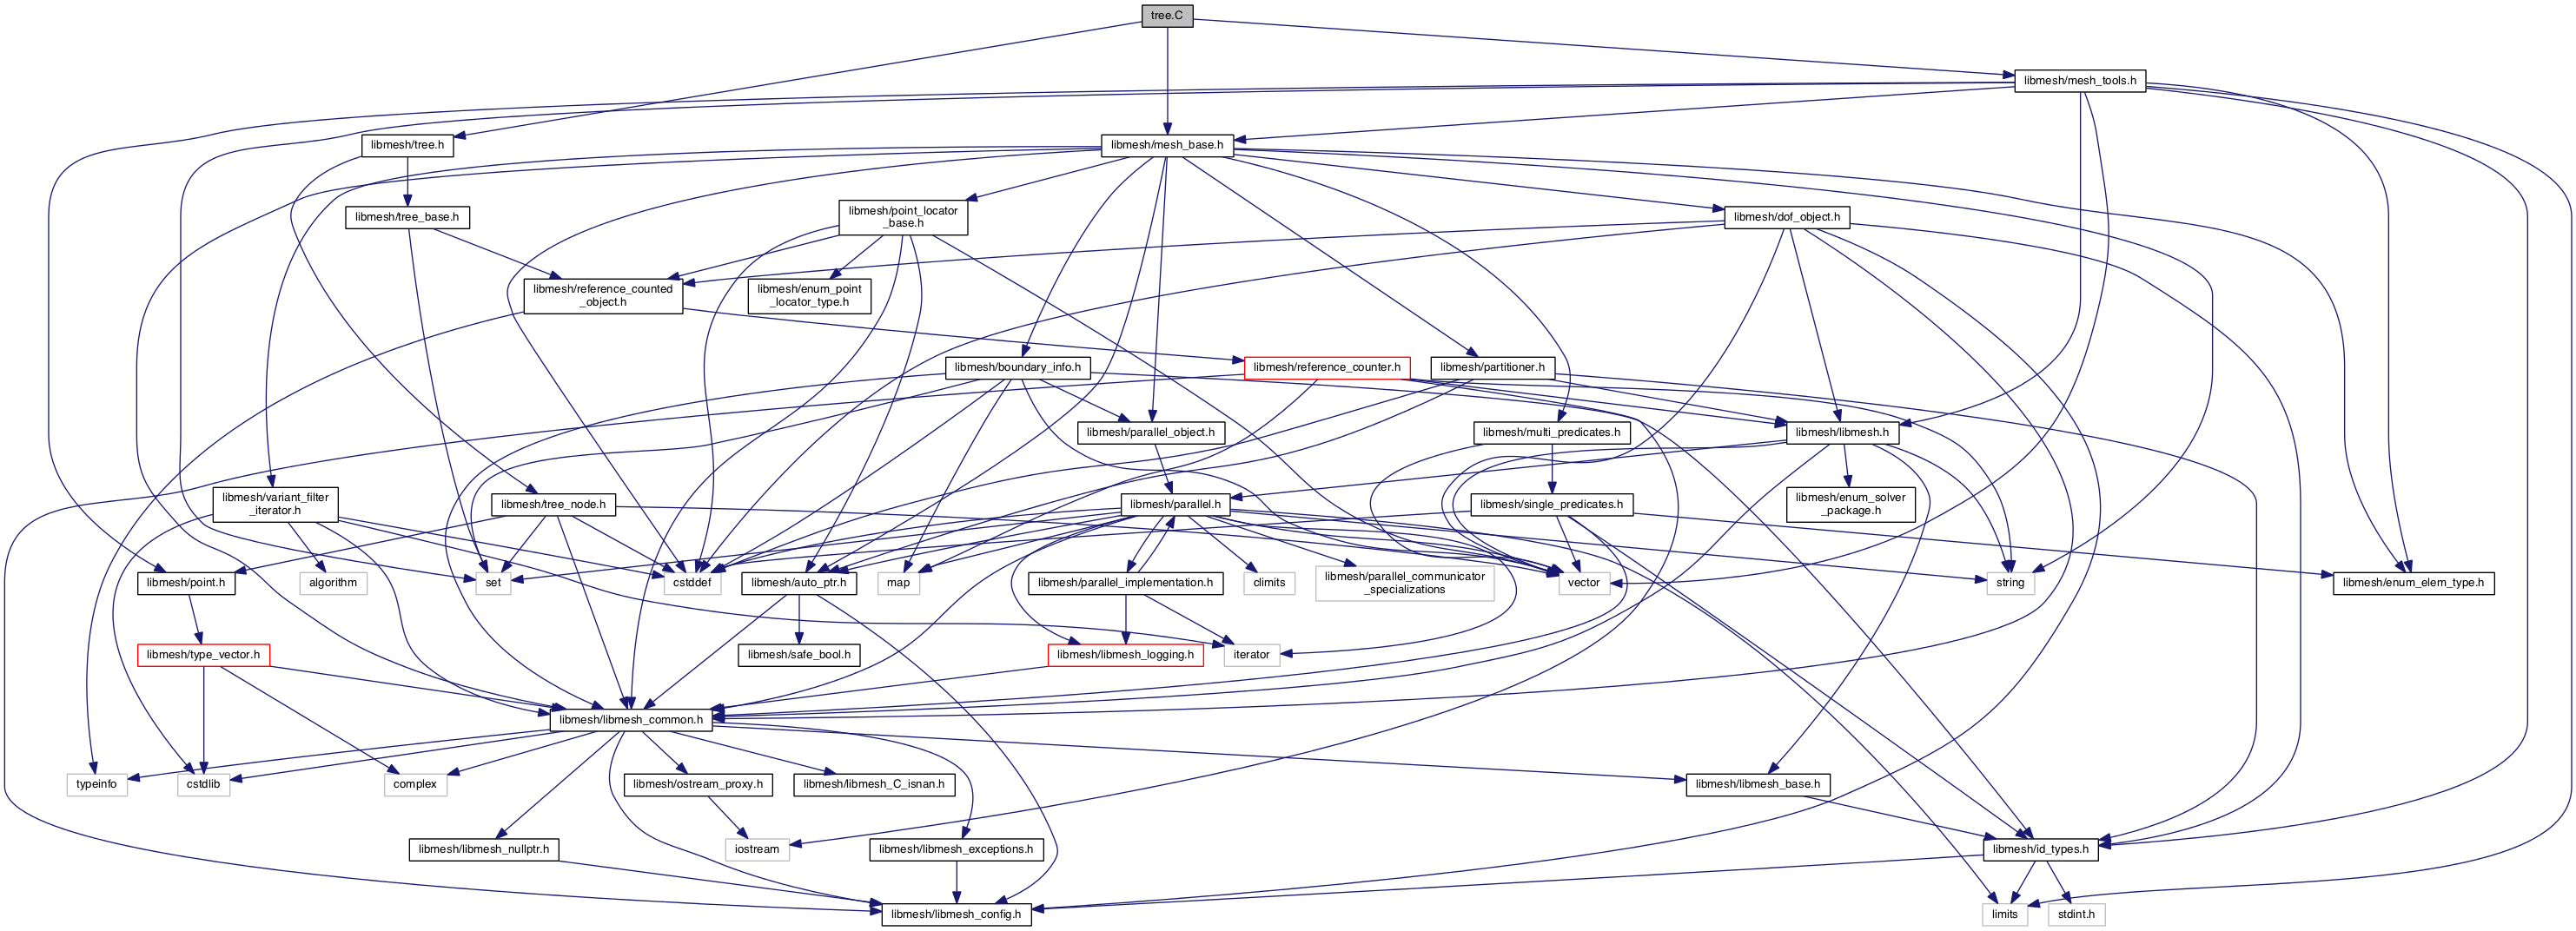 tree.C
libmesh/mesh_tools.h
libmesh/tree.h
libmesh/mesh_base.h
libmesh/tree_base.h
libmesh/point_locator
_base.h
libmesh/dof_object.h
libmesh/reference_counted
_object.h
libmesh/enum_point
_locator_type.h
libmesh/boundary_info.h
libmesh/reference_counter.h
libmesh/partitioner.h
libmesh/parallel_object.h
libmesh/multi_predicates.h
libmesh/libmesh.h
libmesh/variant_filter
_iterator.h
libmesh/tree_node.h
libmesh/parallel.h
libmesh/single_predicates.h
libmesh/enum_solver
_package.h
libmesh/point.h
algorithm
set
cstddef
libmesh/auto_ptr.h
map
libmesh/parallel_implementation.h
climits
libmesh/parallel_communicator
_specializations
vector
string
libmesh/enum_elem_type.h
libmesh/type_vector.h
libmesh/safe_bool.h
libmesh/libmesh_logging.h
iterator
libmesh/libmesh_common.h
typeinfo
cstdlib
complex
libmesh/ostream_proxy.h
libmesh/libmesh_C_isnan.h
libmesh/libmesh_base.h
libmesh/libmesh_nullptr.h
iostream
libmesh/libmesh_exceptions.h
libmesh/id_types.h
libmesh/libmesh_config.h
limits
stdint.h